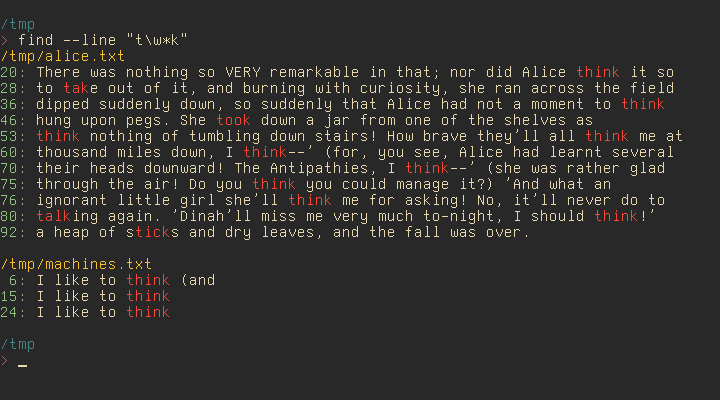 /tmp
> find --line "t\w*k"
/tmp/alice.txt
20: There was nothing so VERY remarkable in that; nor did Alice think it so
28: to take out of it, and burning with curiosity, she ran across the field
36: dipped suddenly down, so suddenly that Alice had not a moment to think
46: hung upon pegs. She took down a jar from one of the shelves as
53: think nothing of tumbling down stairs! How brave they’ll all think me at
60: thousand miles down, I think--’ (for, you see, Alice had learnt several
70: their heads downward! The Antipathies, I think--’ (she was rather glad
75: through the air! Do you think you could manage it?) ’And what an
76: ignorant little girl she’ll think me for asking! No, it’ll never do to
80: talking again. ’Dinah’ll miss me very much to-night, I should think!’
92: a heap of sticks and dry leaves, and the fall was over.
/tmp/machines.txt
6: I like to think (and
15: I like to think
24: I like to think
/tmp
> _